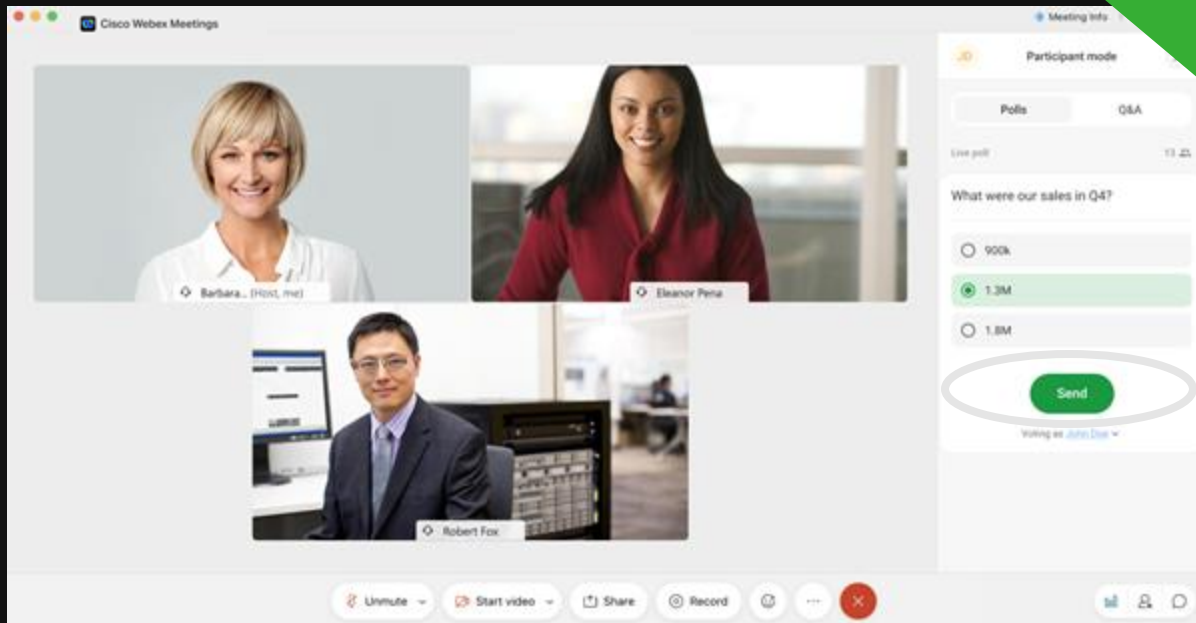 Cisco Webex Meetings
Meeting Info
JD
Participant mode
Polls
Q&A
Live poll
13
What were our sales in Q4?
900k
1.3M
1.8M
Send
Voting as John Doe
Barbara... (Host, me)
Eleanor Pena
Robert Fox
Unmute
Start video
Share
Record